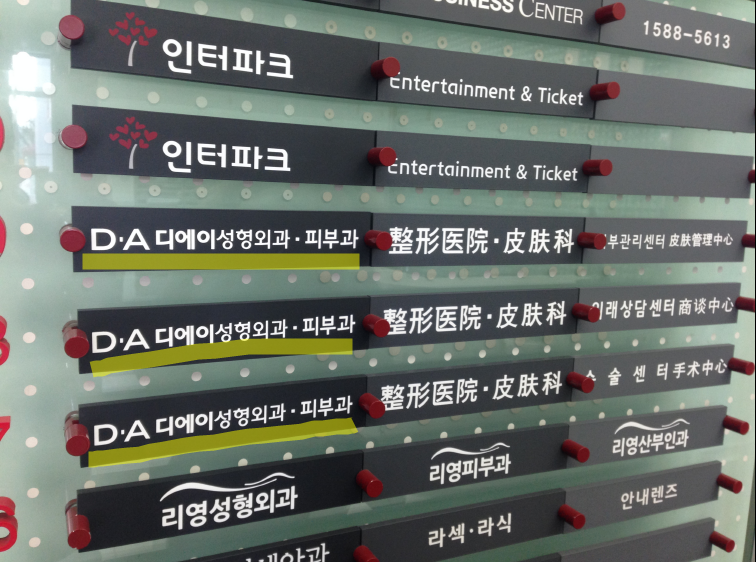 BUSINESS CENTER 1588-5613
인터파크 Entertainment & Ticket
인터파크 Entertainment & Ticket
D·A 디에이성형외과·피부과 整形医院·皮肤科 피부관리센터 皮肤管理中心
D·A 디에이성형외과·피부과 整形医院·皮肤科 외래상담센터 商谈中心
D·A 디에이성형외과·피부과 整形医院·皮肤科 수술센터 手术中心
리영성형외과 리영피부과 리영산부인과
라섹·라식 안내렌즈